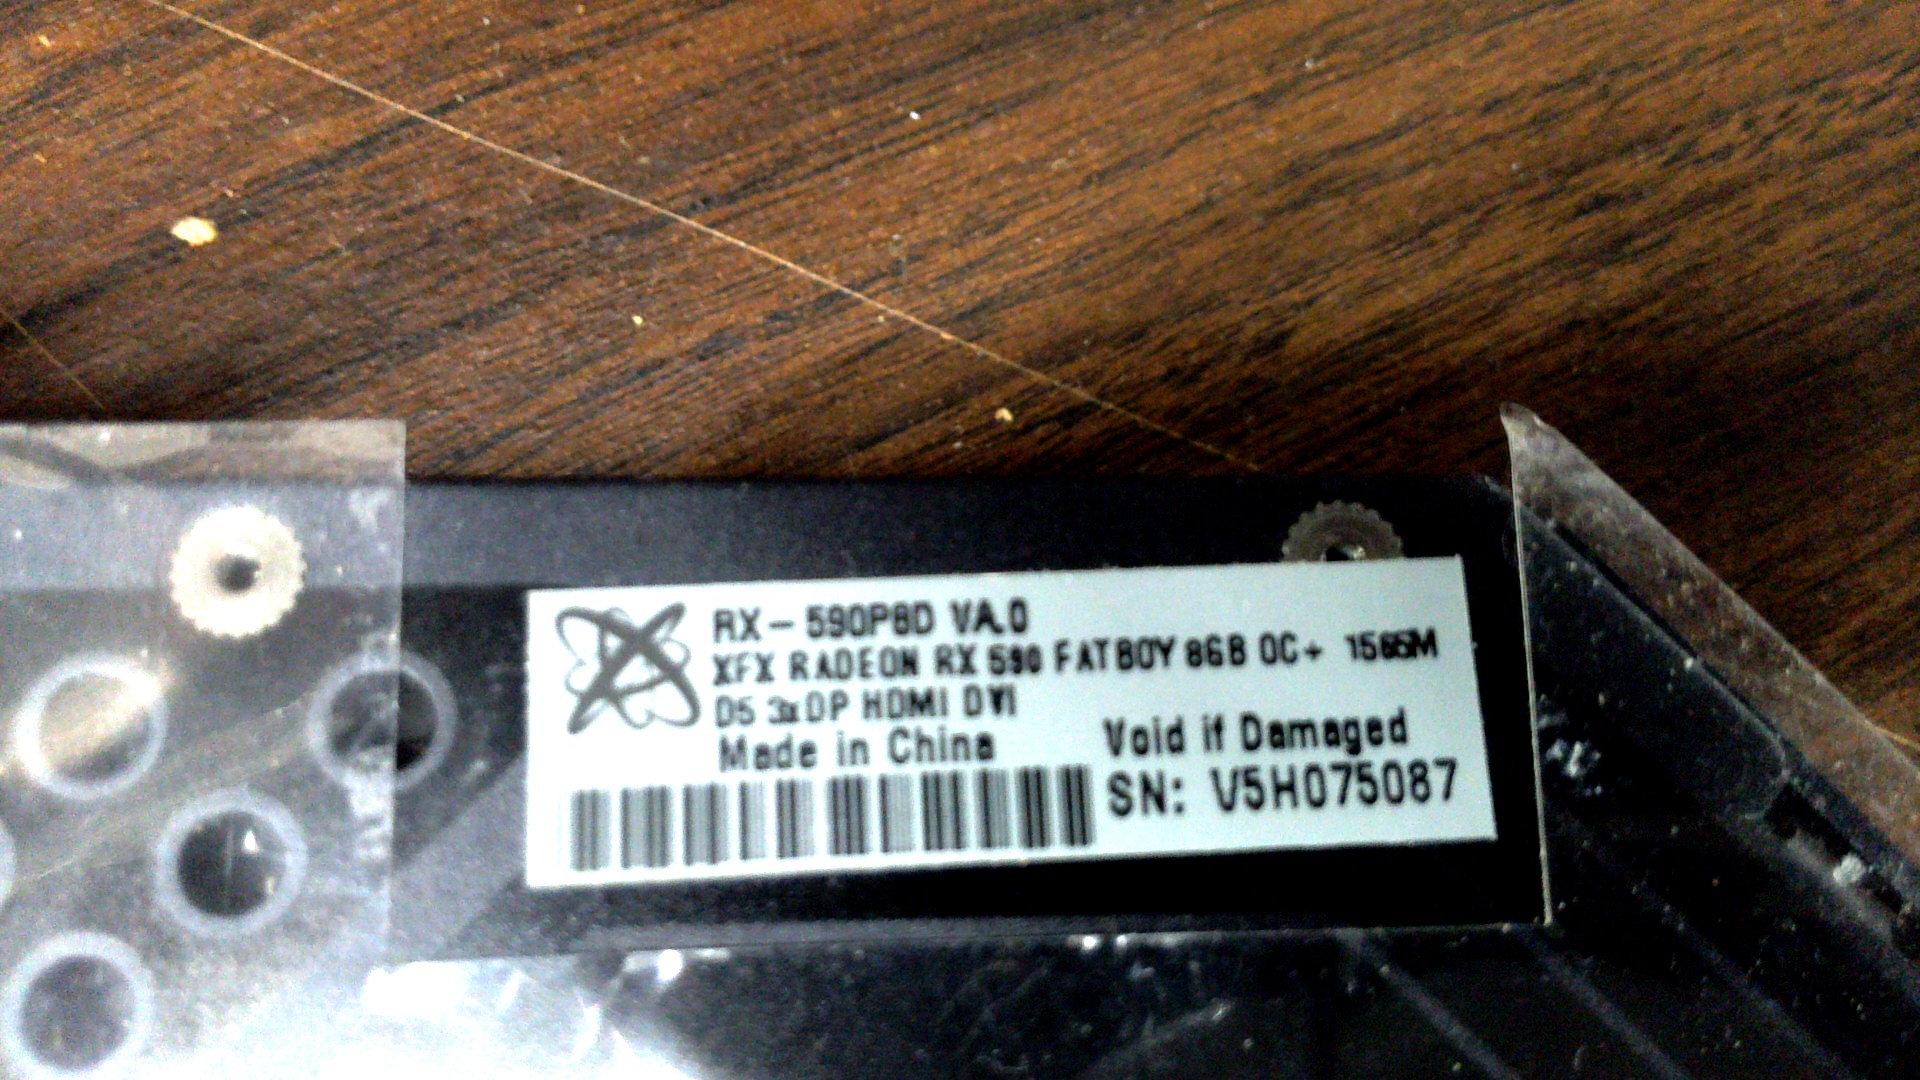 RX-590P8D VA.0
XFX RADEON RX 590 FATBOY 8GB OC+ 1565M
D5 3xDP HDMI DVI
Made in China
Void if Damaged
SN: V5H075087